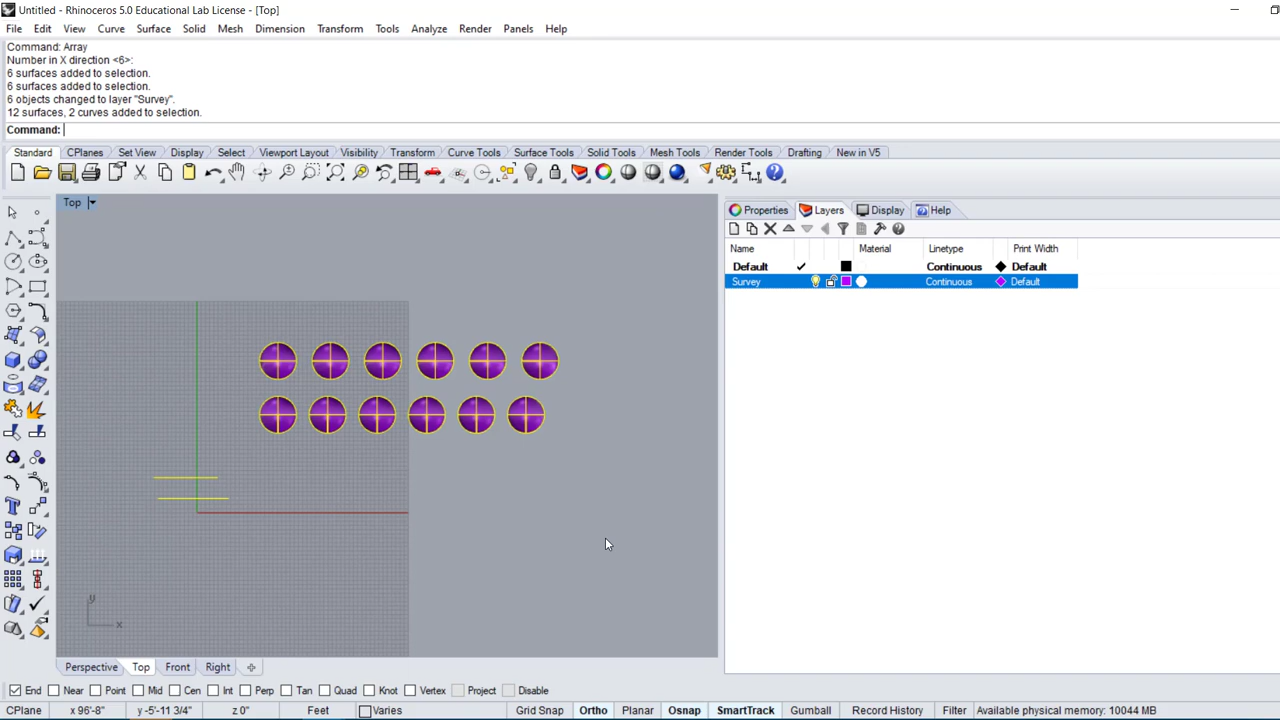 Untitled - Rhinoceros 5.0 Educational Lab License - [Top]
File Edit View Curve Surface Solid Mesh Dimension Transform Tools Analyze Render Panels Help
Command: Array
Number in X direction <6>:
6 surfaces added to selection.
6 surfaces added to selection.
6 objects changed to layer "Survey".
12 surfaces, 2 curves added to selection.
Command:
Standard CPlanes Set View Display Select Viewport Layout Visibility Transform Curve Tools Surface Tools Solid Tools Mesh Tools Render Tools Drafting New in V5
Top
Properties Layers Display Help
Name Material Linetype Print Width
Default Continuous Default
Survey Continuous Default
y
x
Perspective Top Front Right
End Near Point Mid Cen Int Perp Tan Quad Knot Vertex Project Disable
CPlane x 96'-8" y -5'-11 3/4" z 0" Feet Varies Grid Snap Ortho Planar Osnap SmartTrack Gumball Record History Filter Available physical memory: 10044 MB